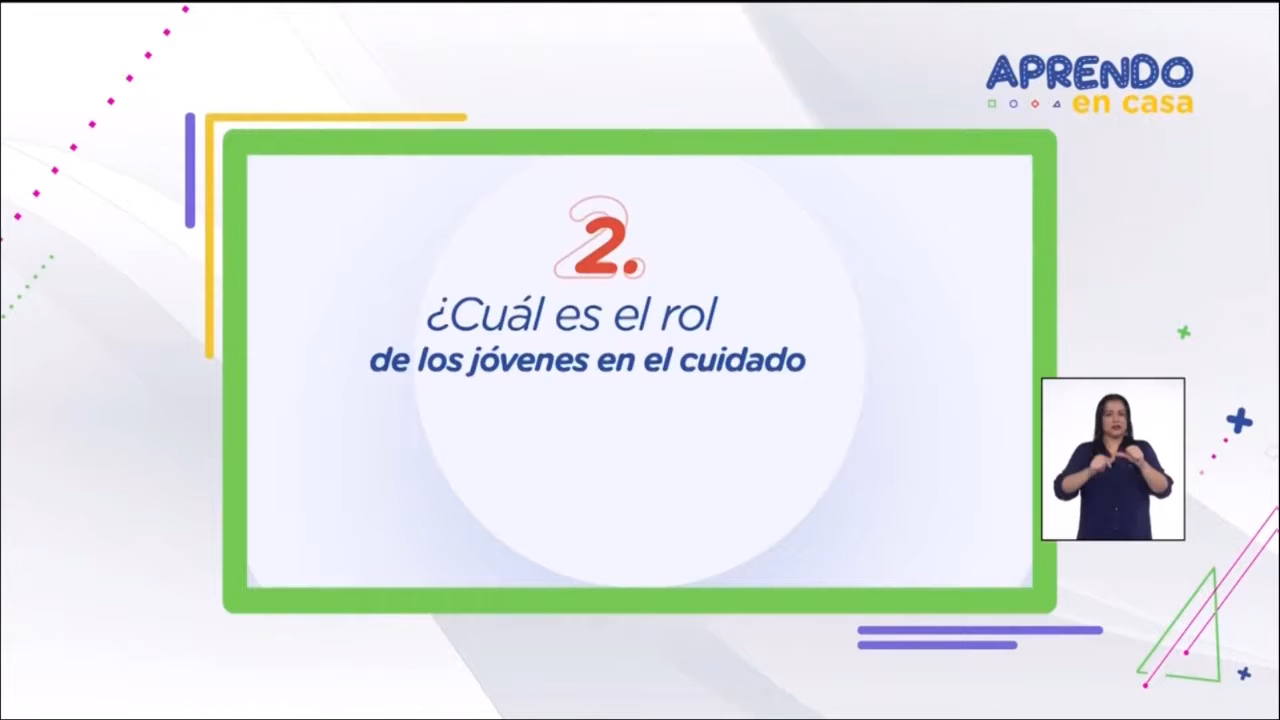 APRENDO
en casa
2.
¿Cuál es el rol
de los jóvenes en el cuidado